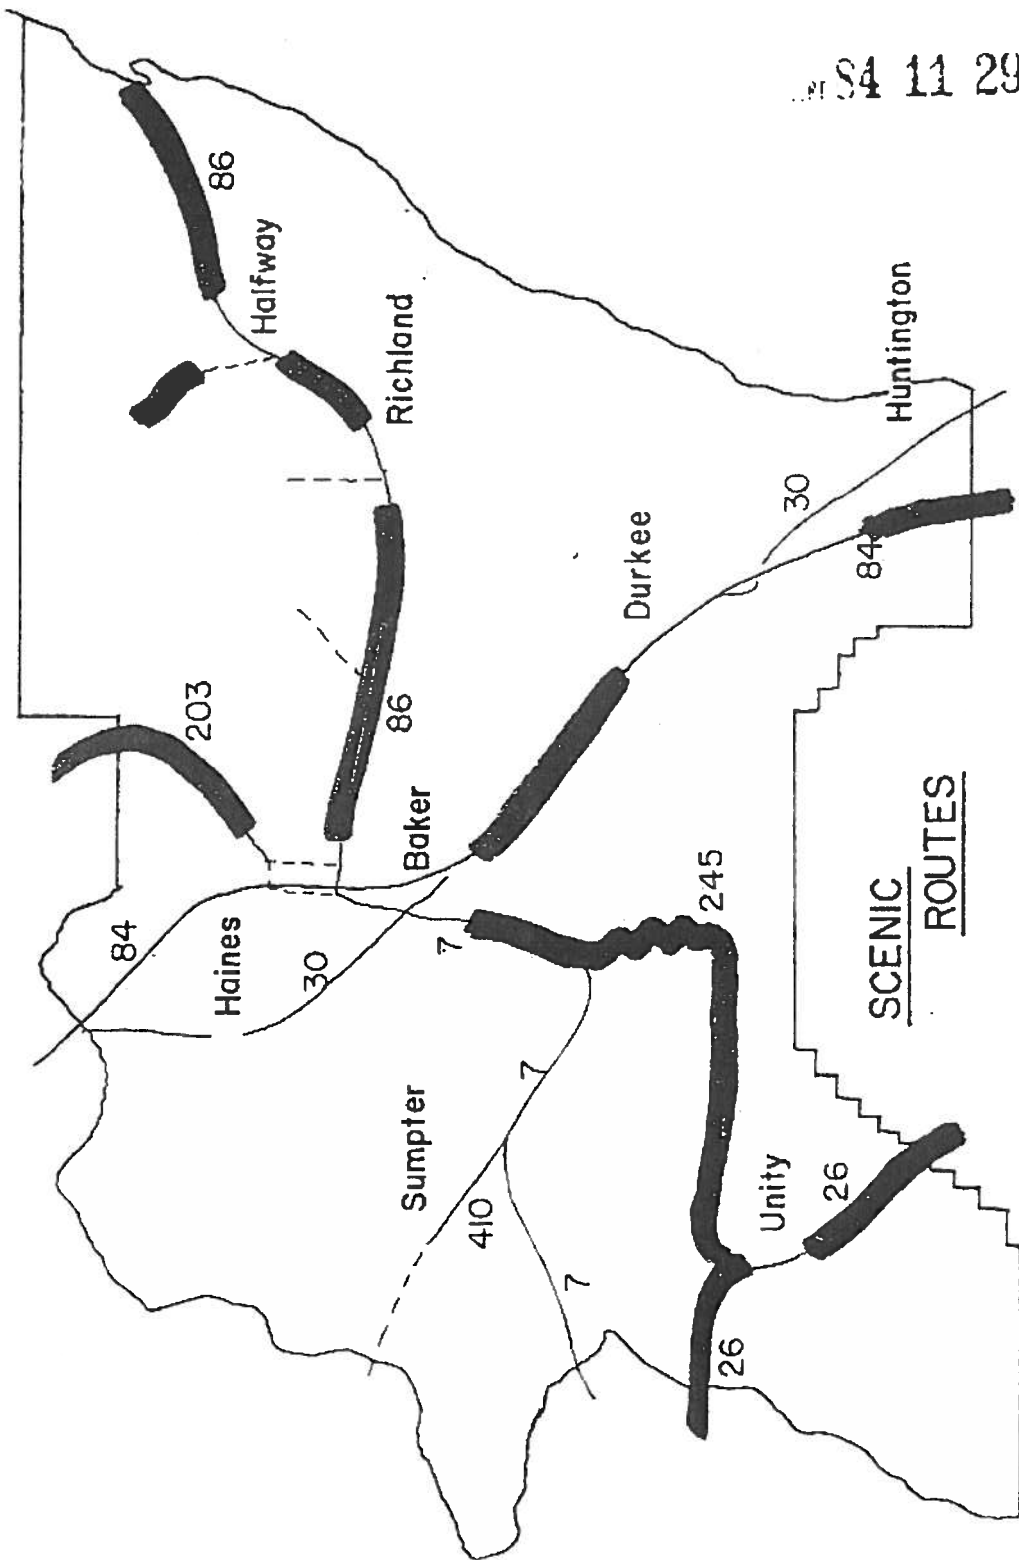 84 11 29
86
Halfway
Richland
Huntington
30
84
Durkee
203
86
Baker
84
Haines
30
7
245
SCENIC
ROUTES
Sumpter
7
410
7
Unity
26
26